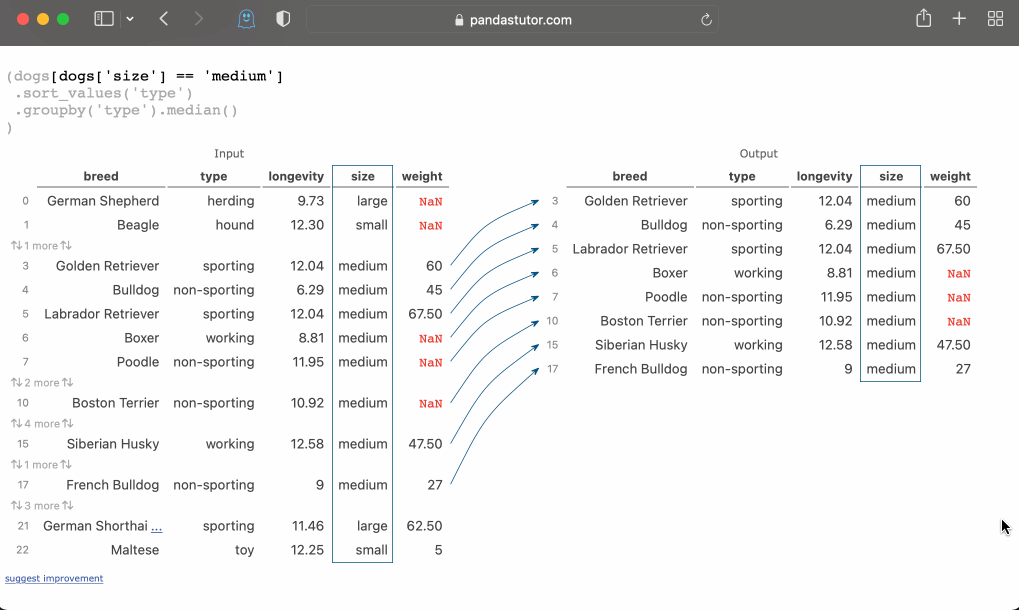 pandastutor.com
(dogs[dogs['size'] == 'medium']
.sort_values('type')
.groupby('type').median()
)
Input
breed type longevity size weight
0 German Shepherd herding 9.73 large NaN
1 Beagle hound 12.30 small NaN
↑↓1 more↑↓
3 Golden Retriever sporting 12.04 medium 60
4 Bulldog non-sporting 6.29 medium 45
5 Labrador Retriever sporting 12.04 medium 67.50
6 Boxer working 8.81 medium NaN
7 Poodle non-sporting 11.95 medium NaN
↑↓2 more↑↓
10 Boston Terrier non-sporting 10.92 medium NaN
↑↓4 more↑↓
15 Siberian Husky working 12.58 medium 47.50
↑↓1 more↑↓
17 French Bulldog non-sporting 9 medium 27
↑↓3 more↑↓
21 German Shorthai ... sporting 11.46 large 62.50
22 Maltese toy 12.25 small 5
Output
breed type longevity size weight
3 Golden Retriever sporting 12.04 medium 60
4 Bulldog non-sporting 6.29 medium 45
5 Labrador Retriever sporting 12.04 medium 67.50
6 Boxer working 8.81 medium NaN
7 Poodle non-sporting 11.95 medium NaN
10 Boston Terrier non-sporting 10.92 medium NaN
15 Siberian Husky working 12.58 medium 47.50
17 French Bulldog non-sporting 9 medium 27
suggest improvement